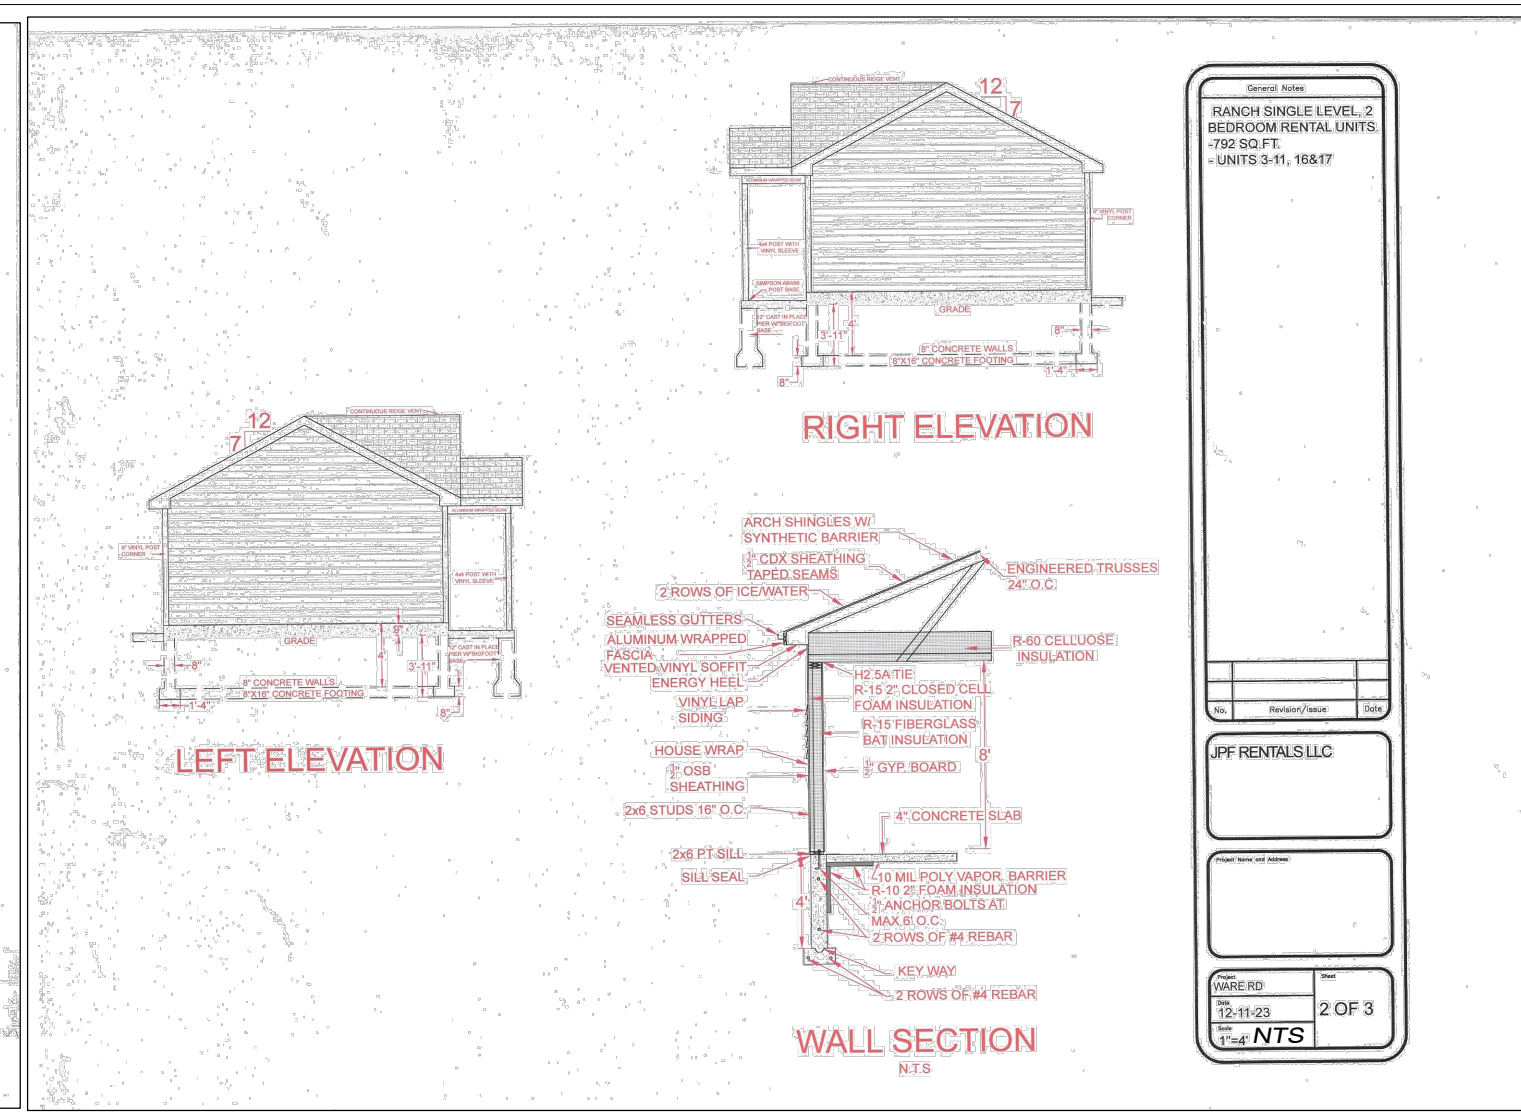 CONTINUOUS RIDGE VENT
12
7
ALUMINUM WRAPPED BEAM
6" VINYL POST
CORNER
4x4 POST WITH
VINYL SLEEVE
SIMPSON ABA66
POST BASE
12" CAST IN PLACE
PIER W/"BIGFOOT"
BASE
GRADE
3'-11"
4'
8"
8" CONCRETE WALLS
8"X16" CONCRETE FOOTING
1'-4"
8"
RIGHT ELEVATION
CONTINUOUS RIDGE VENT
12
7
ALUMINUM WRAPPED BEAM
6" VINYL POST
CORNER
4x4 POST WITH
VINYL SLEEVE
9"
GRADE
12" CAST IN PLACE
PIER W/"BIGFOOT"
BASE
8"
4'
3'-11"
8" CONCRETE WALLS
8"X16" CONCRETE FOOTING
1'-4"
8"
LEFT ELEVATION
ARCH SHINGLES W/
SYNTHETIC BARRIER
1/2" CDX SHEATHING
TAPED SEAMS
2 ROWS OF ICE/WATER
SEAMLESS GUTTERS
ALUMINUM WRAPPED
FASCIA
VENTED VINYL SOFFIT
ENERGY HEEL
VINYL LAP
SIDING
HOUSE WRAP
1/2" OSB
SHEATHING
2x6 STUDS 16" O.C.
2x6 PT SILL
SILL SEAL
4'
ENGINEERED TRUSSES
24" O.C.
R-60 CELLUOSE
INSULATION
H2.5A TIE
R-15 2" CLOSED CELL
FOAM INSULATION
R-15 FIBERGLASS
BAT INSULATION
8'
1/2" GYP. BOARD
4" CONCRETE SLAB
10 MIL POLY VAPOR BARRIER
R-10 2" FOAM INSULATION
1/2" ANCHOR BOLTS AT
MAX 6' O.C.
2 ROWS OF #4 REBAR
KEY WAY
2 ROWS OF #4 REBAR
WALL SECTION
N.T.S
General Notes
RANCH SINGLE LEVEL, 2
BEDROOM RENTAL UNITS.
-792 SQ.FT.
- UNITS 3-11, 16&17
No.
Revision/Issue
Date
JPF RENTALS LLC
Project Name and Address
Project
WARE RD
Date
12-11-23
Scale
1"=4' NTS
Sheet
2 OF 3